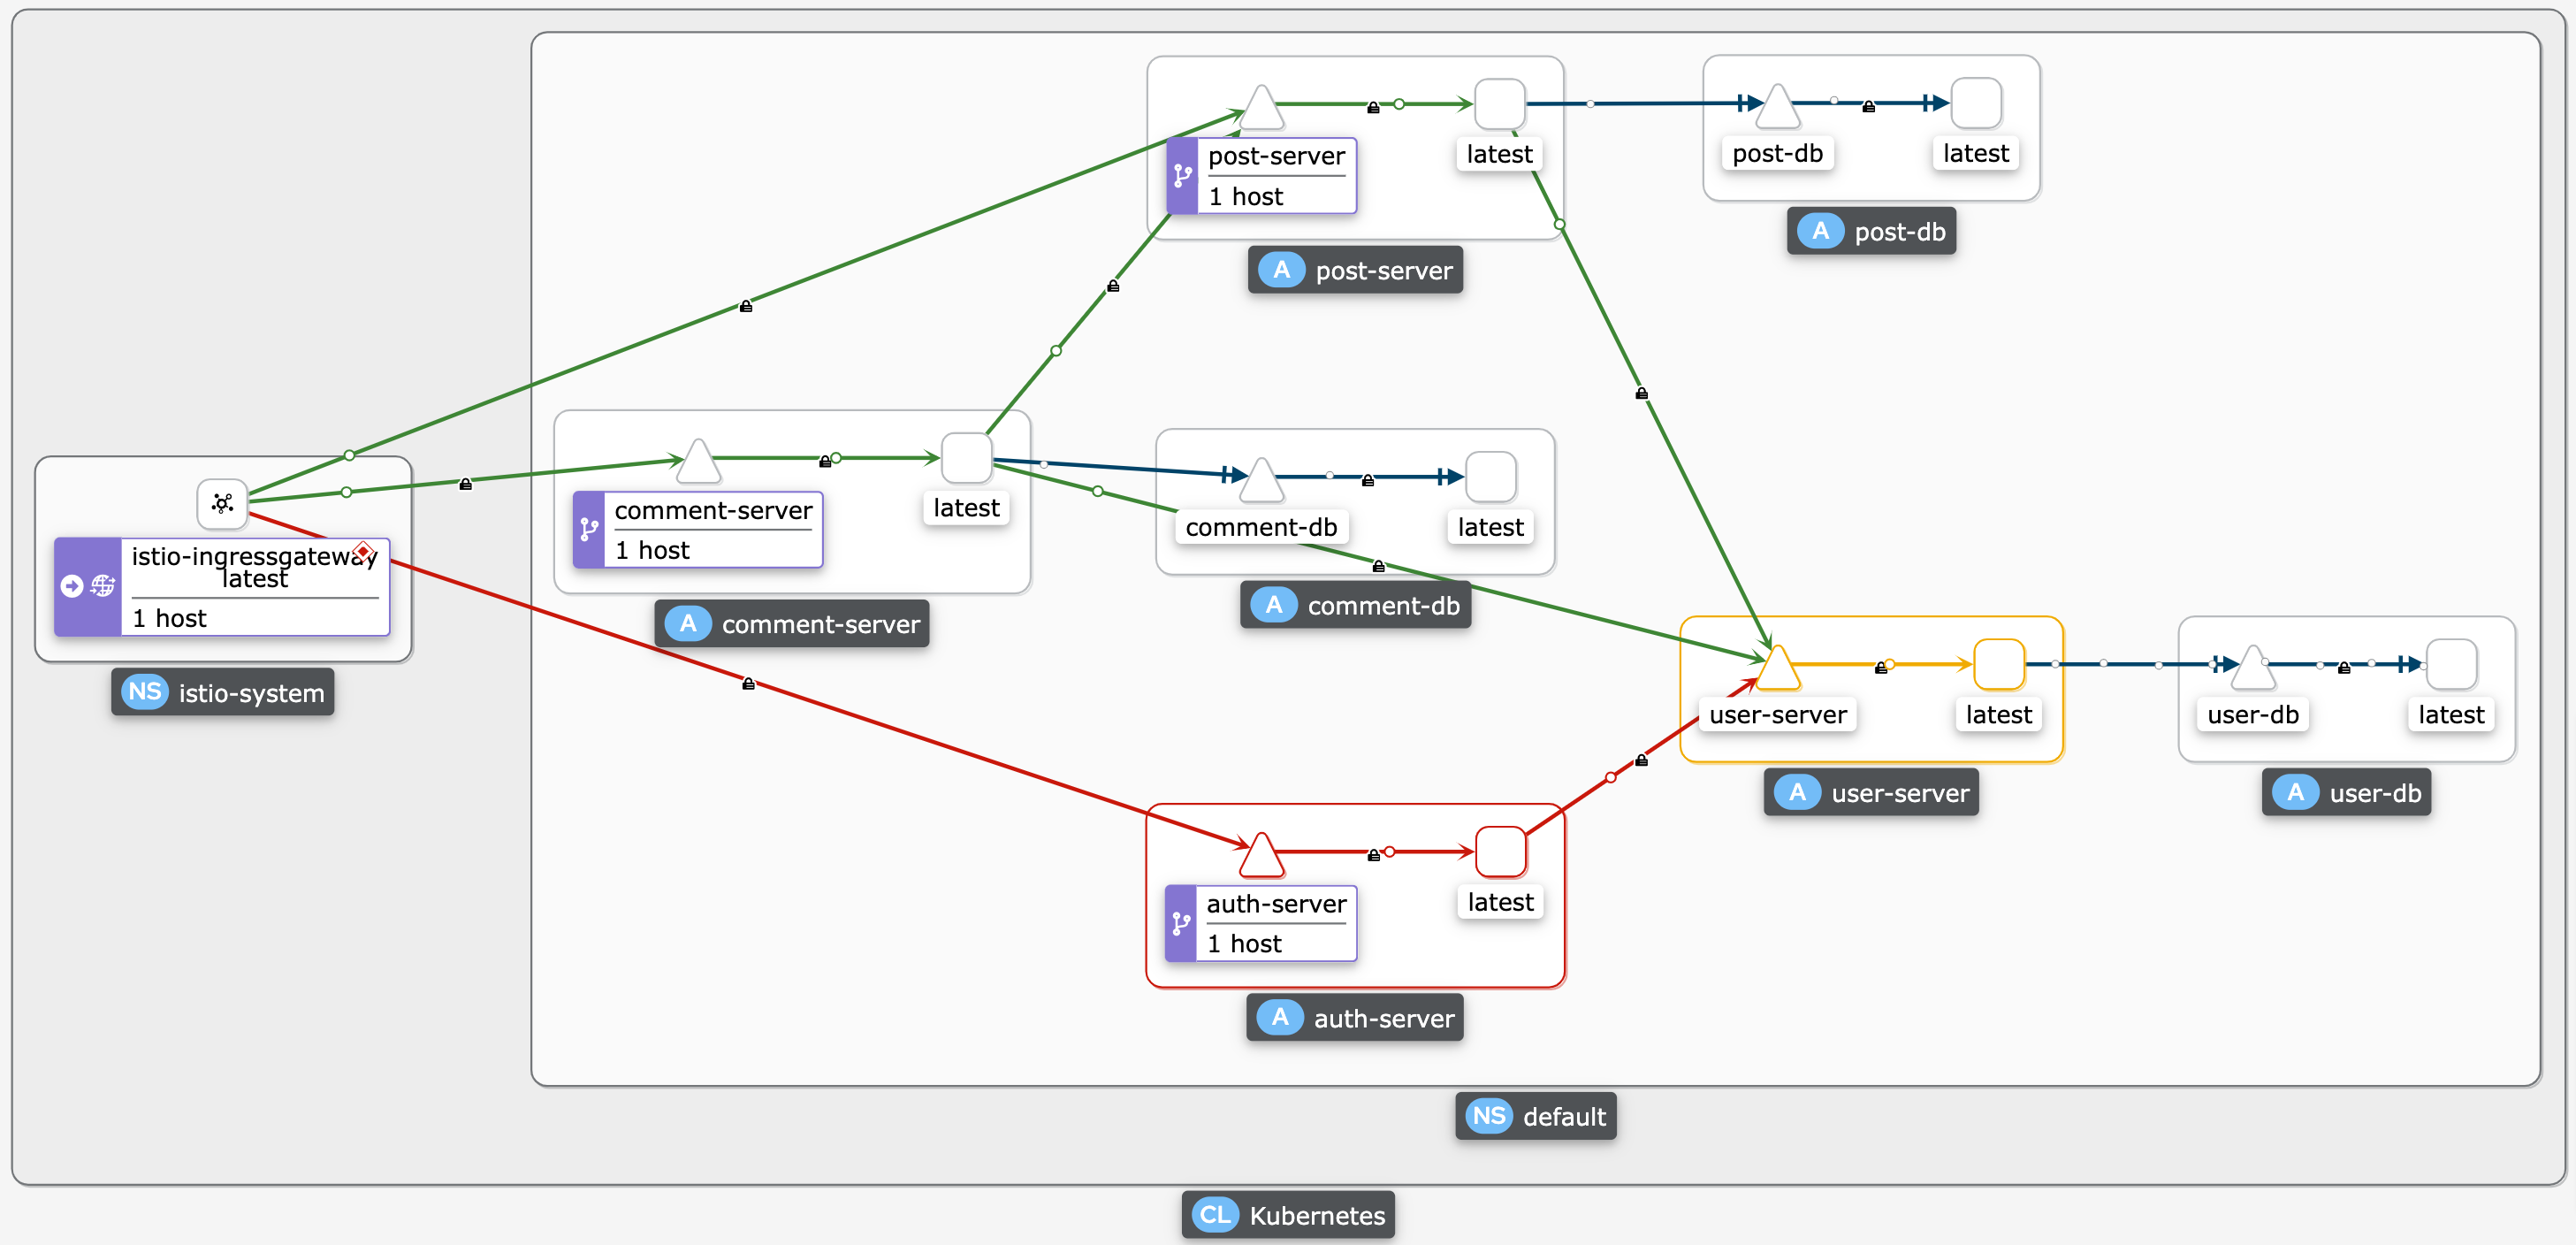 post-server
1 host
latest
A post-server
post-db
latest
A post-db
istio-ingressgateway
latest
1 host
NS istio-system
comment-server
1 host
latest
A comment-server
comment-db
latest
A comment-db
user-server
latest
A user-server
user-db
latest
A user-db
auth-server
1 host
latest
A auth-server
NS default
CL Kubernetes